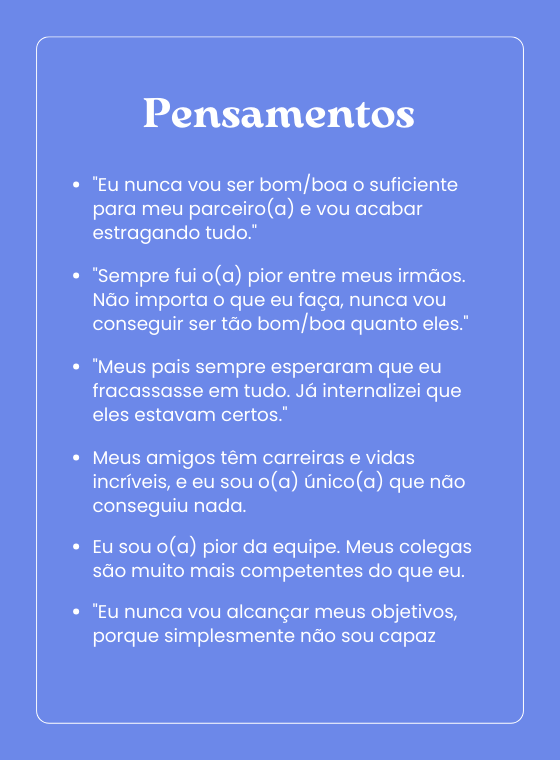 Pensamentos
• "Eu nunca vou ser bom/boa o suficiente
para meu parceiro(a) e vou acabar
estragando tudo."
• "Sempre fui o(a) pior entre meus irmãos.
Não importa o que eu faça, nunca vou
conseguir ser tão bom/boa quanto eles."
• "Meus pais sempre esperaram que eu
fracassasse em tudo. Já internalizei que
eles estavam certos."
• Meus amigos têm carreiras e vidas
incríveis, e eu sou o(a) único(a) que não
conseguiu nada.
• Eu sou o(a) pior da equipe. Meus colegas
são muito mais competentes do que eu.
• "Eu nunca vou alcançar meus objetivos,
porque simplesmente não sou capaz